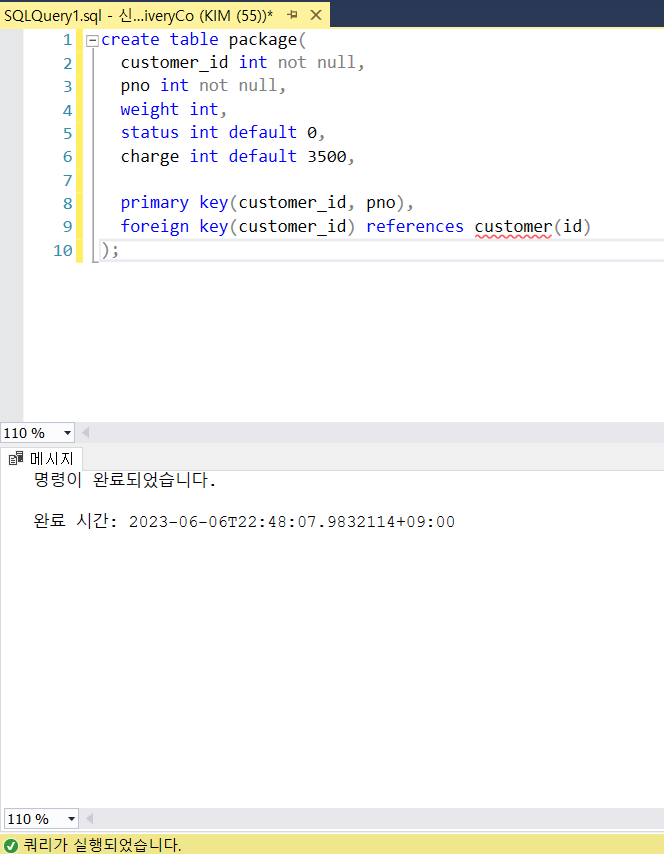 SQLQuery1.sql - 신...iveryCo (KIM (55))*
1 create table package(
2 customer_id int not null,
3 pno int not null,
4 weight int,
5 status int default 0,
6 charge int default 3500,
7
8 primary key(customer_id, pno),
9 foreign key(customer_id) references customer(id)
10 );
110 %
메시지
명령이 완료되었습니다.
완료 시간: 2023-06-06T22:48:07.9832114+09:00
110 %
쿼리가 실행되었습니다.